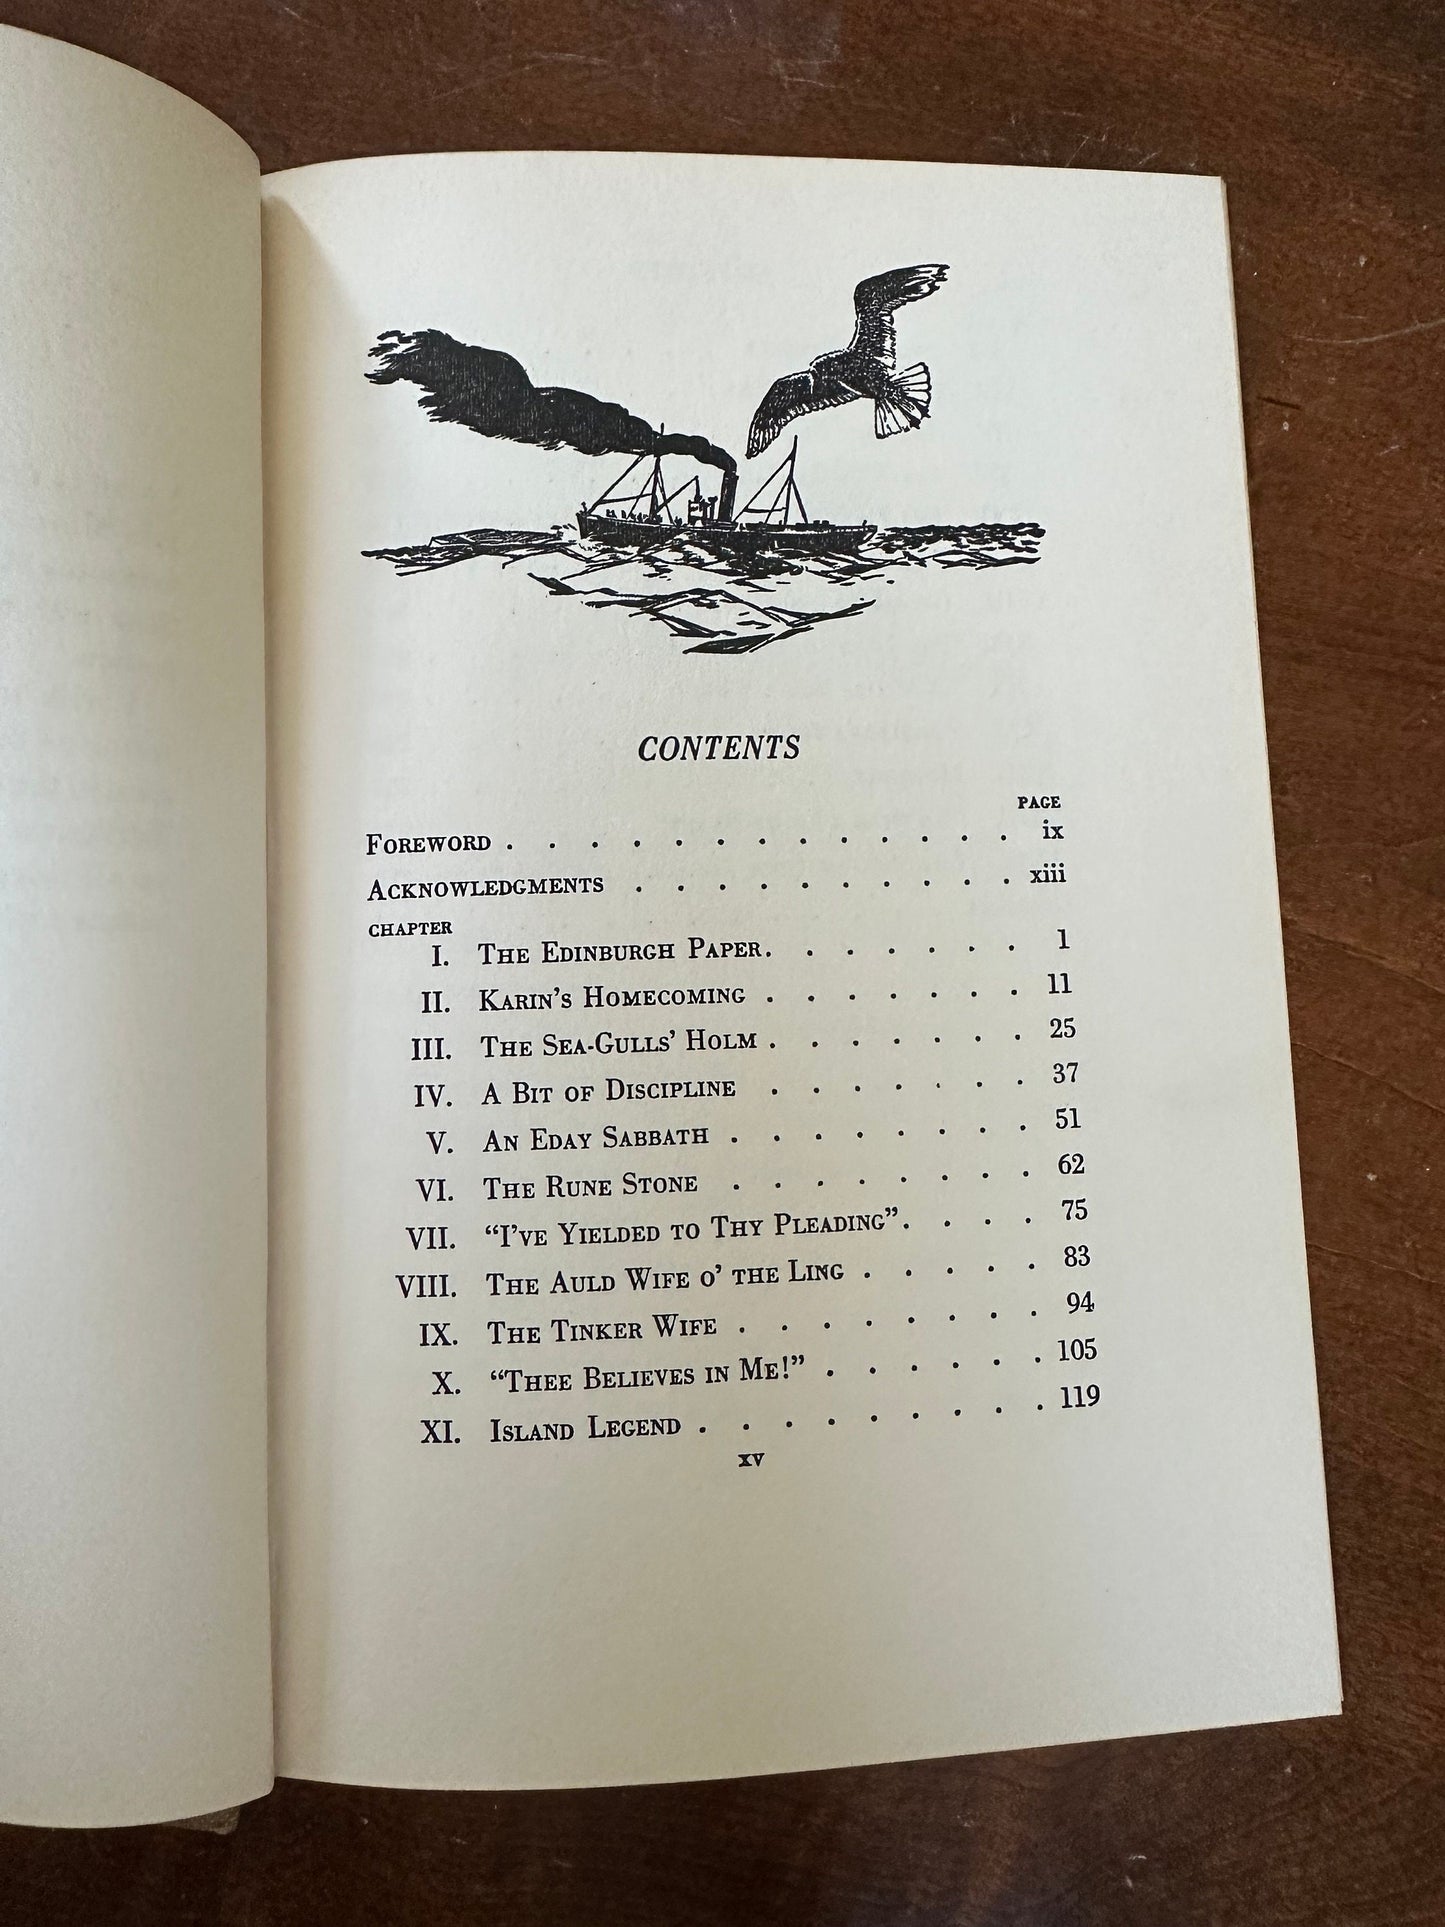 CONTENTS
PAGE
FOREWORD . . . . . . . . . . . . . ix
ACKNOWLEDGMENTS . . . . . . . . . . xiii
CHAPTER
I. THE EDINBURGH PAPER. . . . . . . 1
II. KARIN'S HOMECOMING . . . . . . . 11
III. THE SEA-GULLS' HOLM . . . . . . . 25
IV. A BIT OF DISCIPLINE . . . . . . . 37
V. AN EDAY SABBATH . . . . . . . . 51
VI. THE RUNE STONE . . . . . . . . 62
VII. “I'VE YIELDED TO THY PLEADING”. . . . 75
VIII. THE AULD WIFE O' THE LING . . . . . 83
IX. THE TINKER WIFE . . . . . . . . 94
X. “THEE BELIEVES IN ME!” . . . . . . 105
XI. ISLAND LEGEND . . . . . . . . . 119
xv